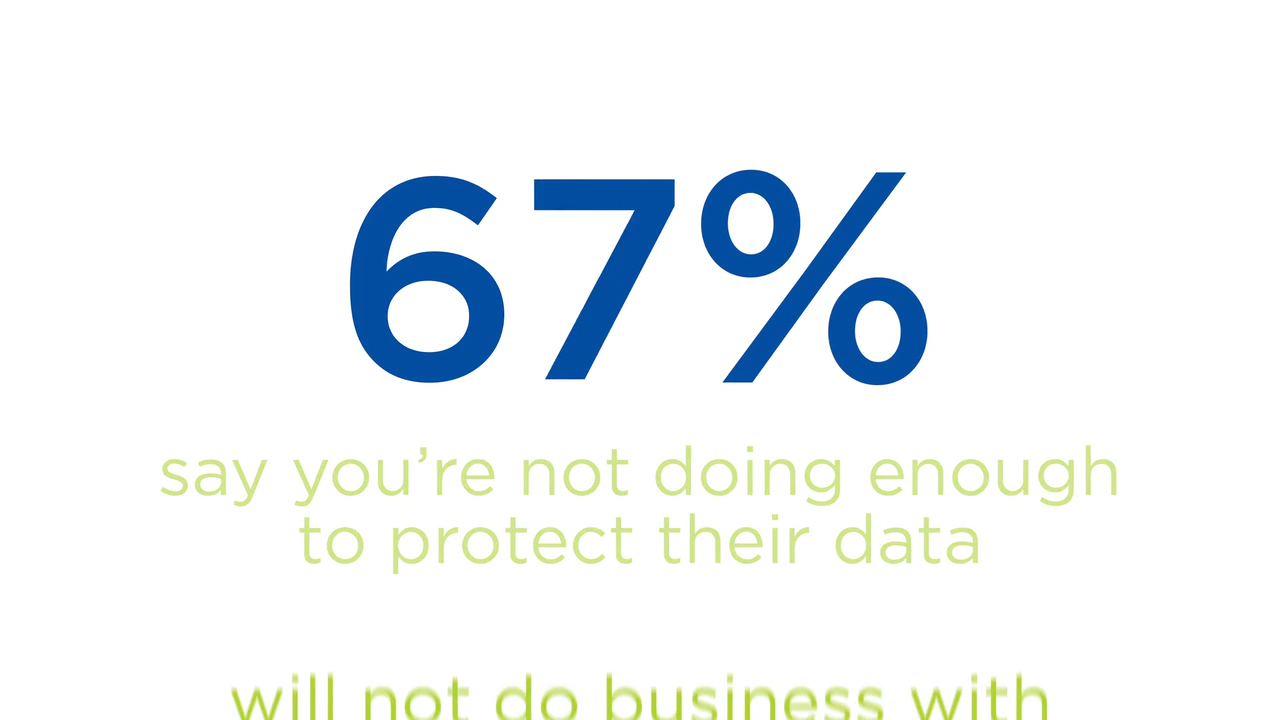 67%
say you’re not doing enough
to protect their data
will not do business with